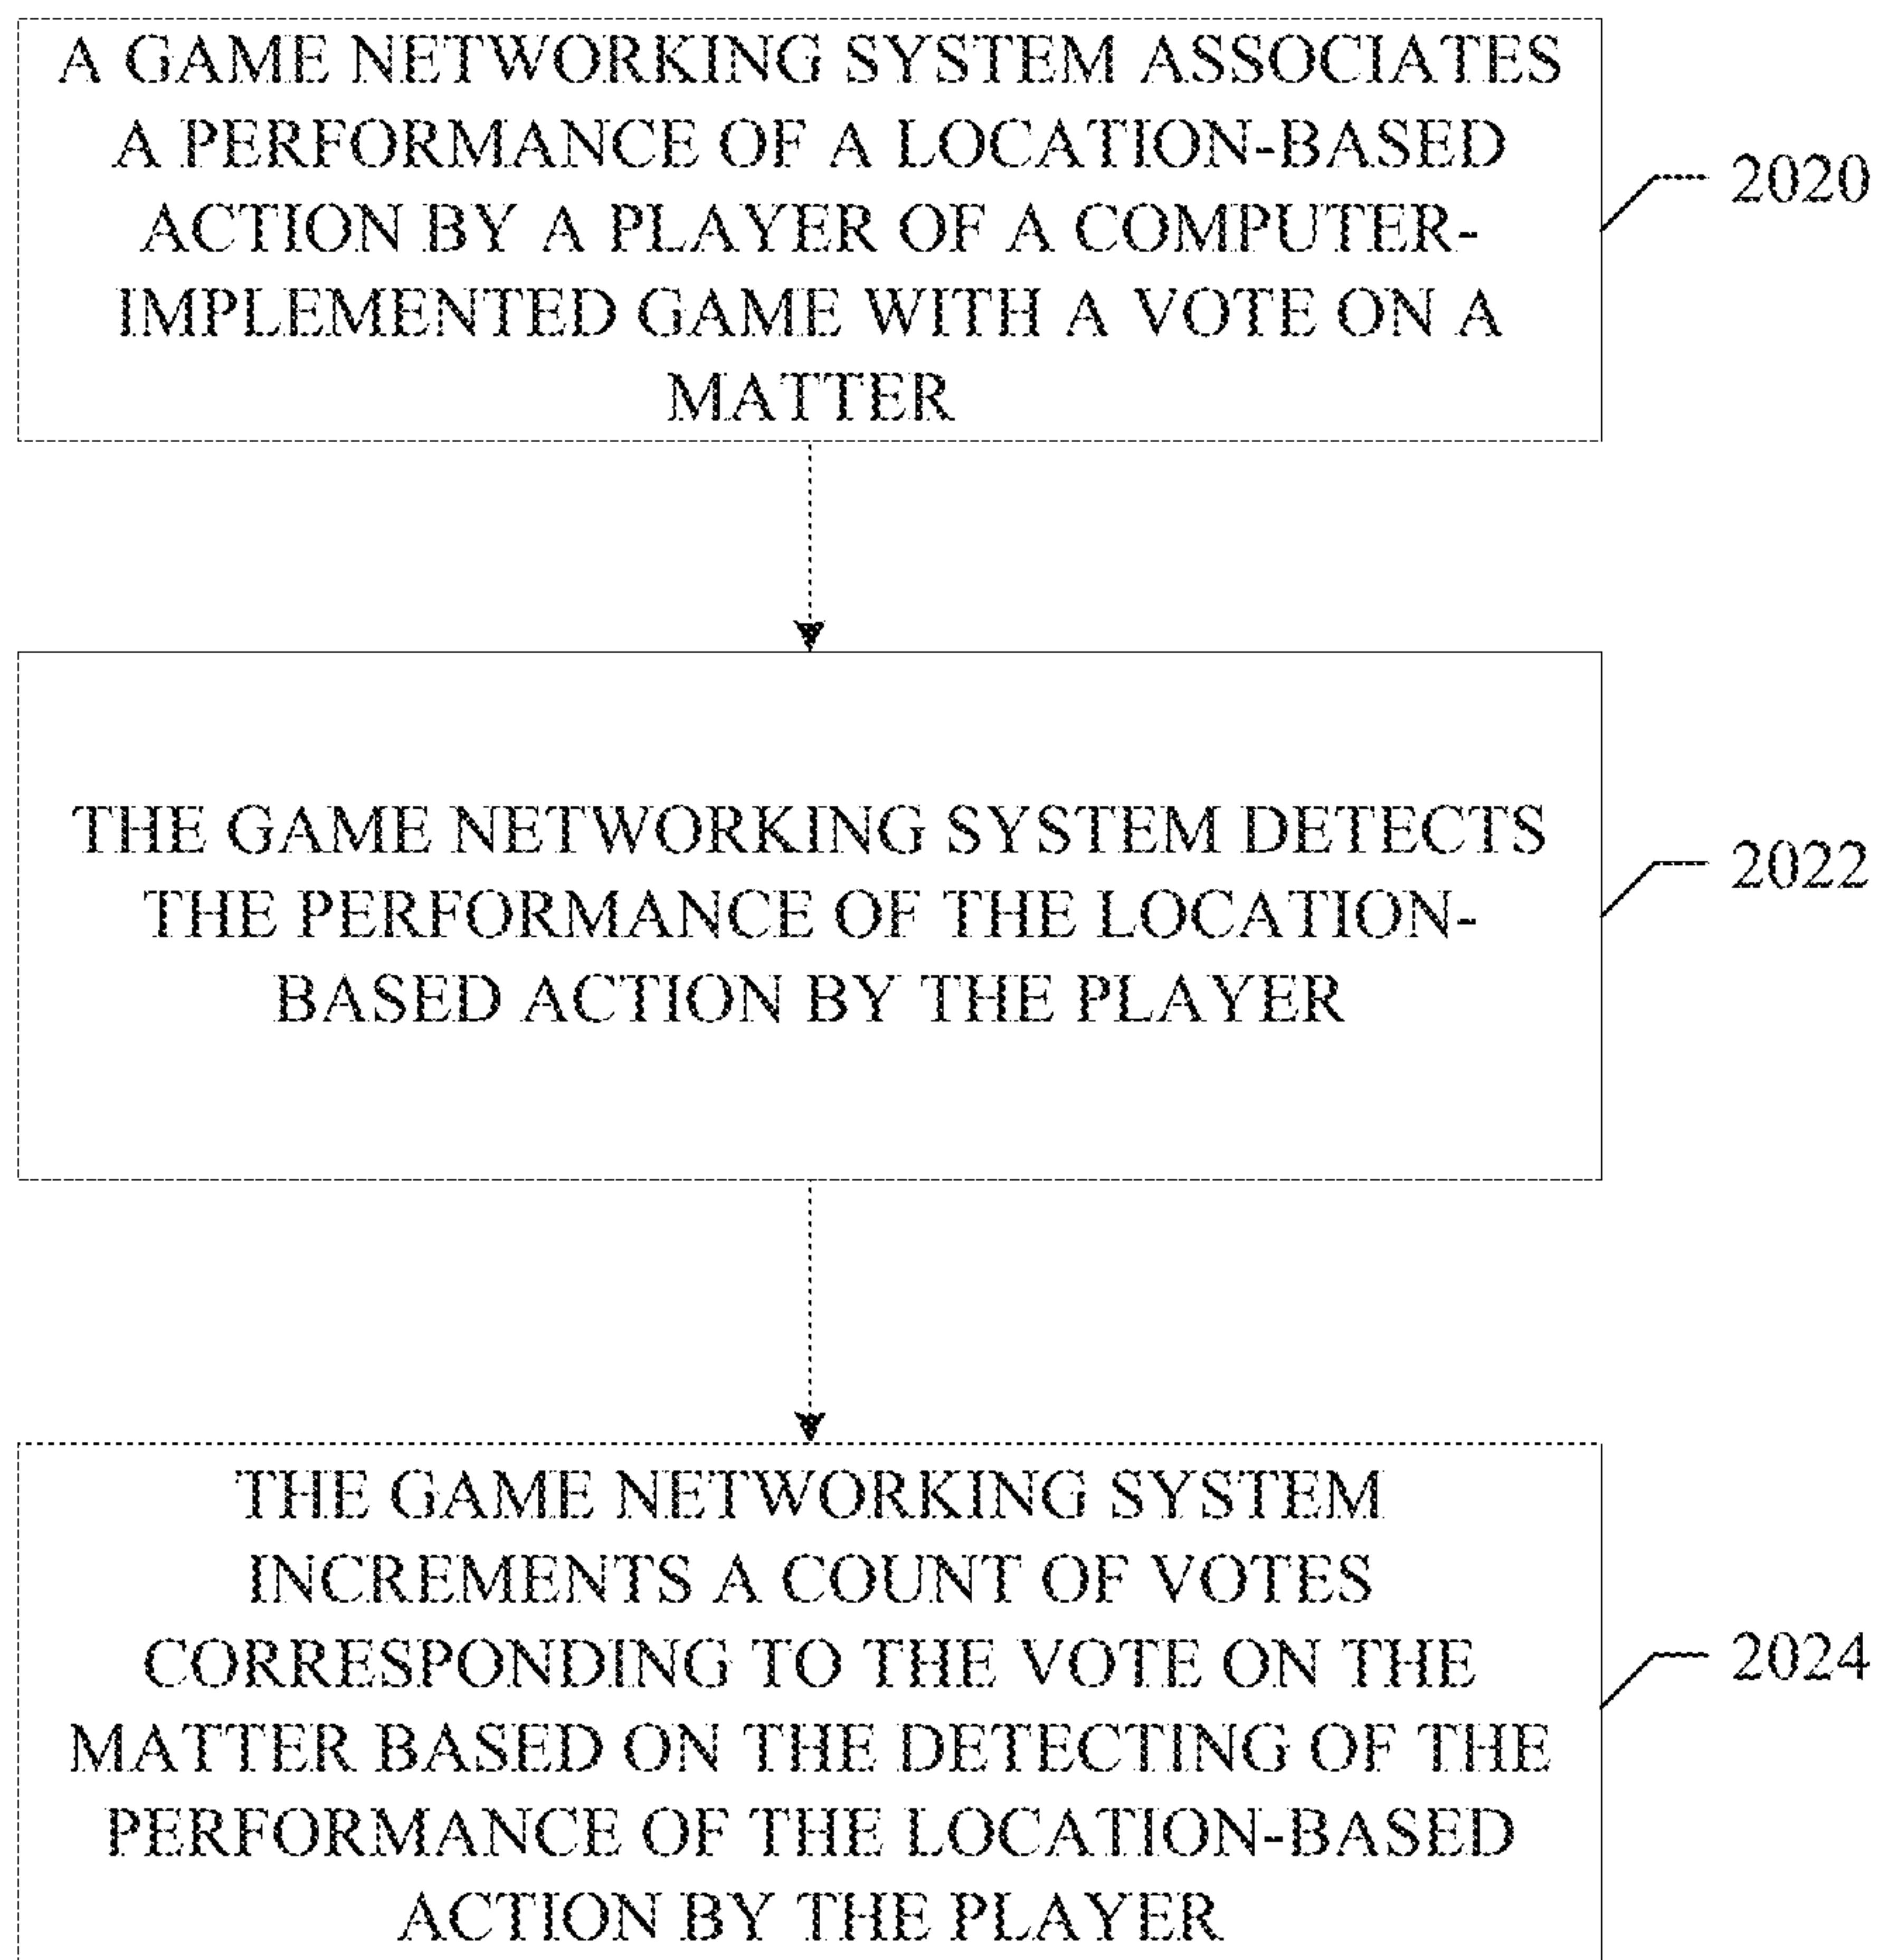 A GAME NETWORKING SYSTEM ASSOCIATES
A PERFORMANCE OF A LOCATION-BASED
ACTION BY A PLAYER OF A COMPUTER-
IMPLEMENTED GAME WITH A VOTE ON A
MATTER
2020
THE GAME NETWORKING SYSTEM DETECTS
THE PERFORMANCE OF THE LOCATION-
BASED ACTION BY THE PLAYER
2022
THE GAME NETWORKING SYSTEM
INCREMENTS A COUNT OF VOTES
CORRESPONDING TO THE VOTE ON THE
MATTER BASED ON THE DETECTING OF THE
PERFORMANCE OF THE LOCATION-BASED
ACTION BY THE PLAYER
2024